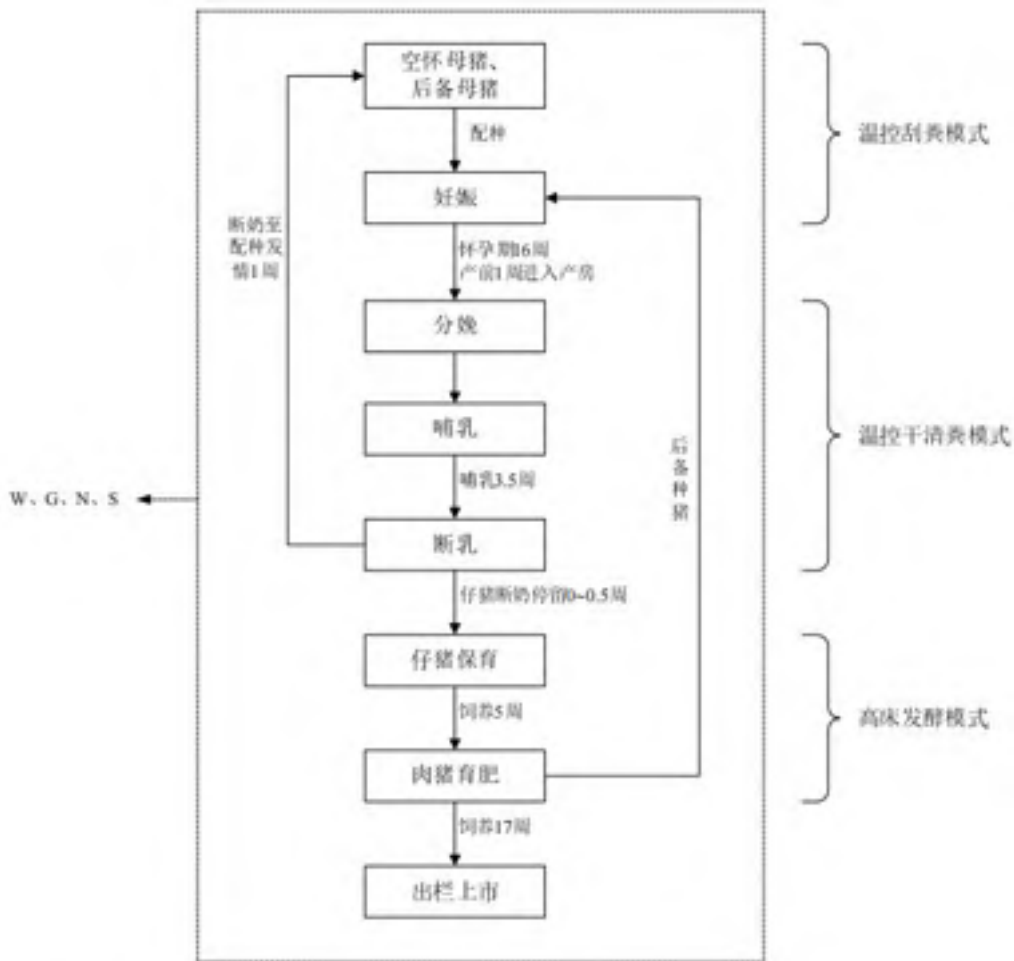 空怀母猪、
后备母猪
配种
温控刮粪模式
妊娠
断奶至
配种发
情1周
怀孕期16周
产前1周进入产房
分娩
哺乳
温控干清粪模式
后备种猪
哺乳3.5周
W、G、N、S
断乳
仔猪断奶停留0~0.5周
仔猪保育
饲养5周
高床发酵模式
肉猪育肥
饲养17周
出栏上市